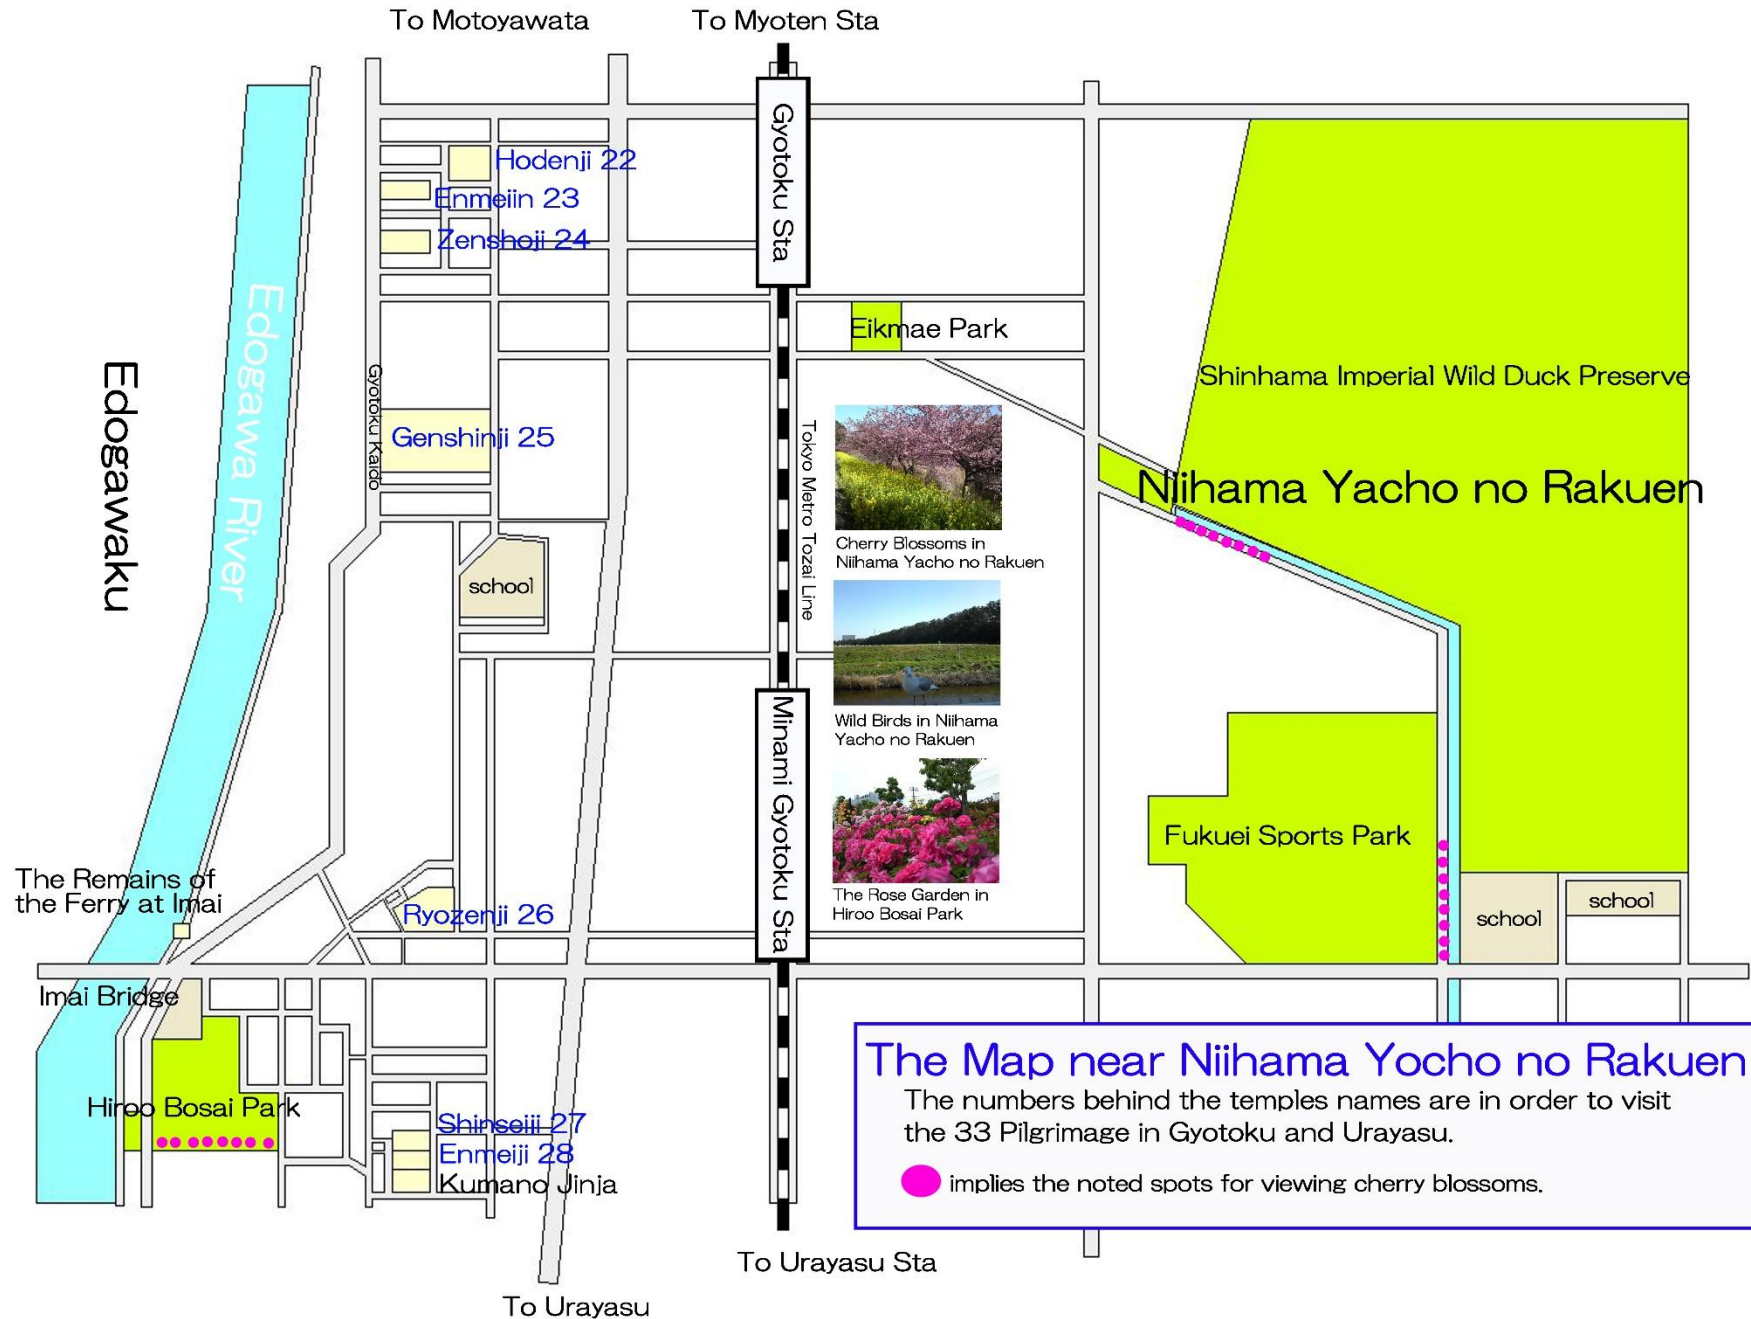 To Motoyawata
To Myoten Sta
Gyotoku Sta
Hodenji 22
Enmeiin 23
Zenshoji 24
Edogawa River
Edogawaku
Gyotoku Kaido
Eikmae Park
Shinhama Imperial Wild Duck Preserve
Genshinji 25
Tokyo Metro Tozai Line
Niihama Yacho no Rakuen
Cherry Blossoms in
Niihama Yacho no Rakuen
school
Wild Birds in Niihama
Yacho no Rakuen
Minami Gyotoku Sta
Fukuei Sports Park
The Rose Garden in
Hiroo Bosai Park
The Remains of
the Ferry at Imai
Ryozenji 26
school
school
Imai Bridge
Hiroo Bosai Park
Shinseiji 27
Enmeiji 28
Kumano Jinja
The Map near Niihama Yocho no Rakuen
The numbers behind the temples names are in order to visit
the 33 Pilgrimage in Gyotoku and Urayasu.
implies the noted spots for viewing cherry blossoms.
To Urayasu Sta
To Urayasu